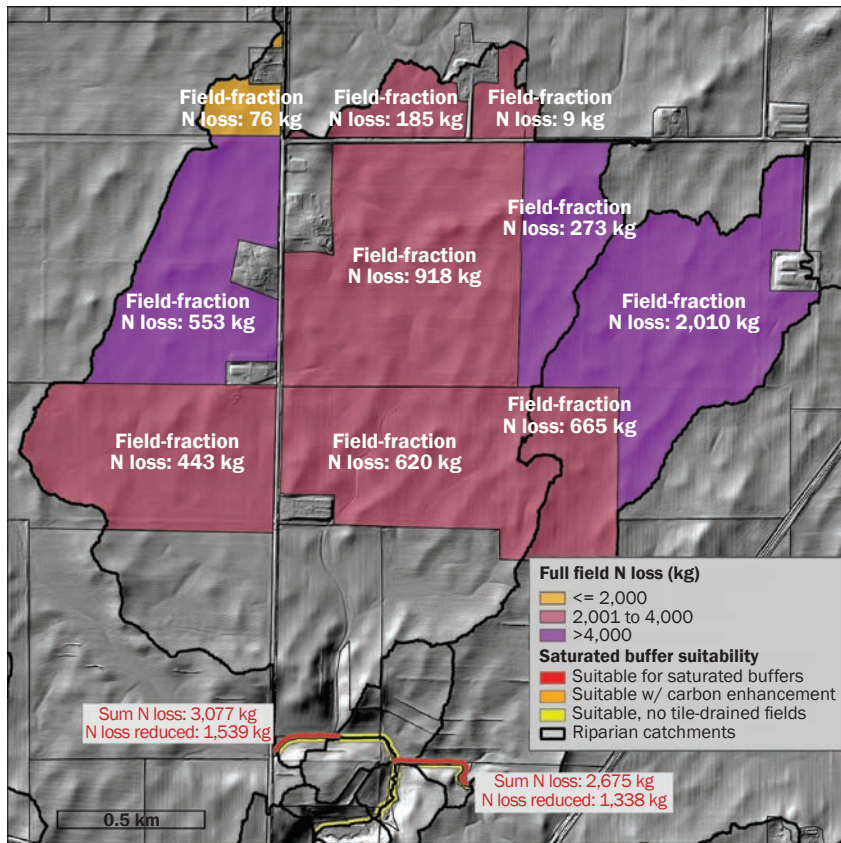 Field-fraction
N loss: 76 kg
Field-fraction
N loss: 185 kg
Field-fraction
N loss: 9 kg
Field-fraction
N loss: 273 kg
Field-fraction
N loss: 918 kg
Field-fraction
N loss: 553 kg
Field-fraction
N loss: 2,010 kg
Field-fraction
N loss: 665 kg
Field-fraction
N loss: 443 kg
Field-fraction
N loss: 620 kg
Full field N loss (kg)
<= 2,000
2,001 to 4,000
>4,000
Saturated buffer suitability
Suitable for saturated buffers
Suitable w/ carbon enhancement
Suitable, no tile-drained fields
Riparian catchments
Sum N loss: 3,077 kg
N loss reduced: 1,539 kg
Sum N loss: 2,675 kg
N loss reduced: 1,338 kg
0.5 km